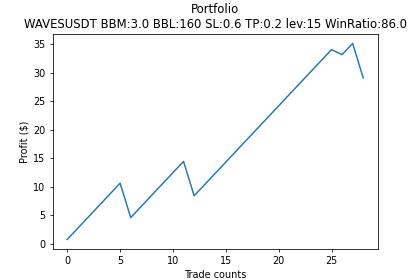 Portfolio
WAVESUSDT BBM:3.0 BBL:160 SL:0.6 TP:0.2 lev:15 WinRatio:86.0
35
30
25
20
15
10
5
0
Profit ($)
0 5 10 15 20 25
Trade counts